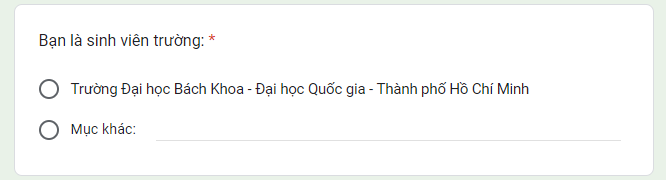 Bạn là sinh viên trường: *
Trường Đại học Bách Khoa - Đại học Quốc gia - Thành phố Hồ Chí Minh
Mục khác: